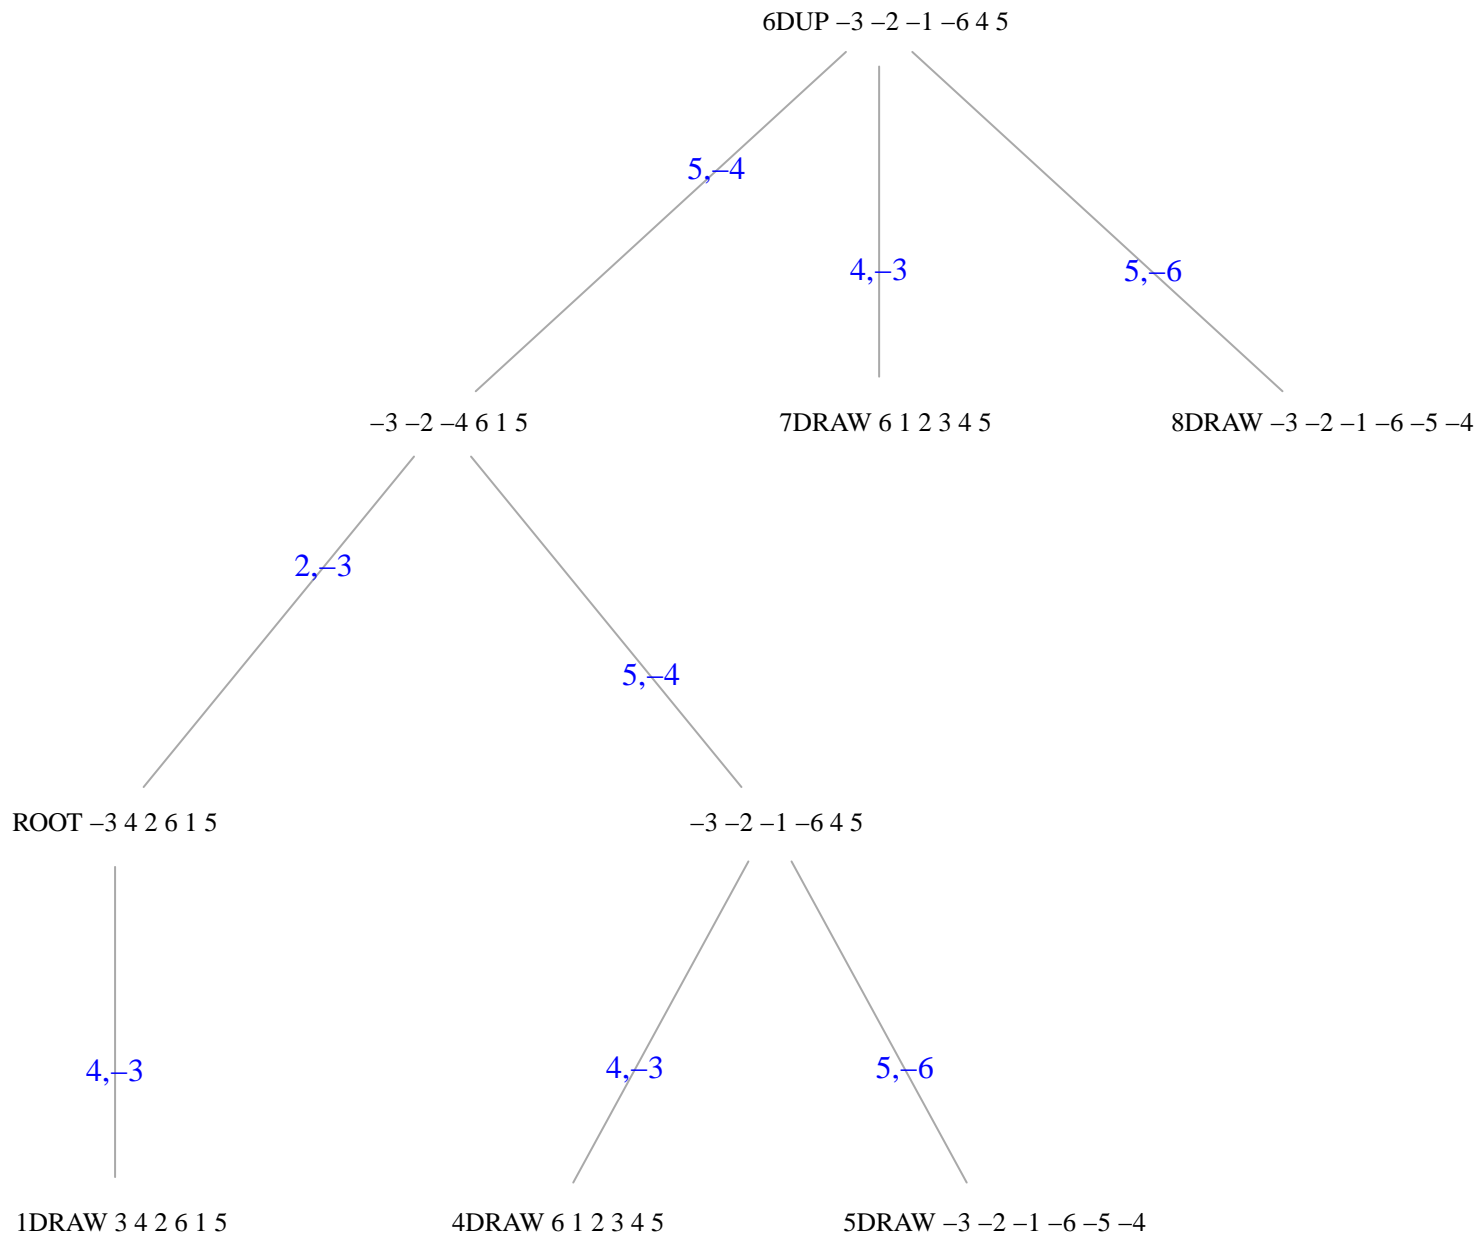 6DUP –3 –2 –1 –6 4 5
5,–4
4,–3
5,–6
–3 –2 –4 6 1 5
7DRAW 6 1 2 3 4 5
8DRAW –3 –2 –1 –6 –5 –4
2,–3
5,–4
ROOT –3 4 2 6 1 5
–3 –2 –1 –6 4 5
4,–3
4,–3
5,–6
1DRAW 3 4 2 6 1 5
4DRAW 6 1 2 3 4 5
5DRAW –3 –2 –1 –6 –5 –4